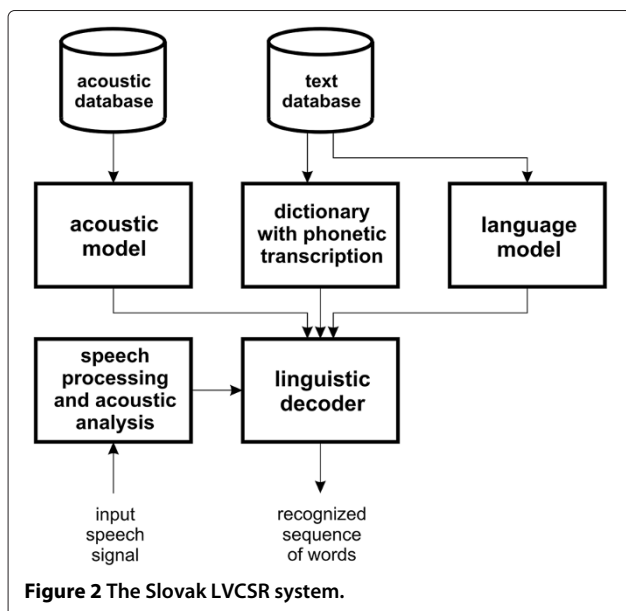 acoustic
database
text
database
acoustic
model
dictionary
with phonetic
transcription
language
model
speech
processing
and acoustic
analysis
linguistic
decoder
input
speech
signal
recognized
sequence
of words
Figure 2 The Slovak LVCSR system.